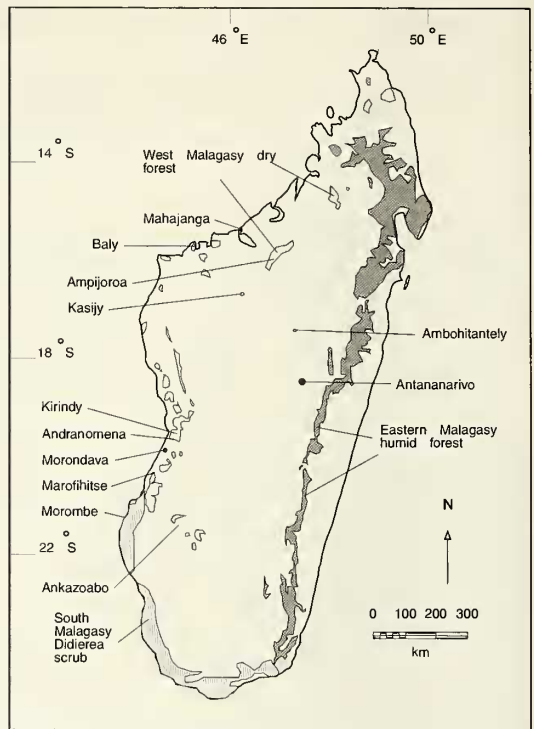 46 °E
50 °E
14 °S
West Malagasy dry
forest
Mahajanga
Baly
Ampijoroa
Kasijy
Ambohitantely
18 °S
Antananarivo
Kirindy
Andranomena
Eastern Malagasy
humid forest
Morondava
Marofihitse
Morombe
N
22 °S
Ankazoabo
0 100 200 300
km
South
Malagasy
Didierea
scrub